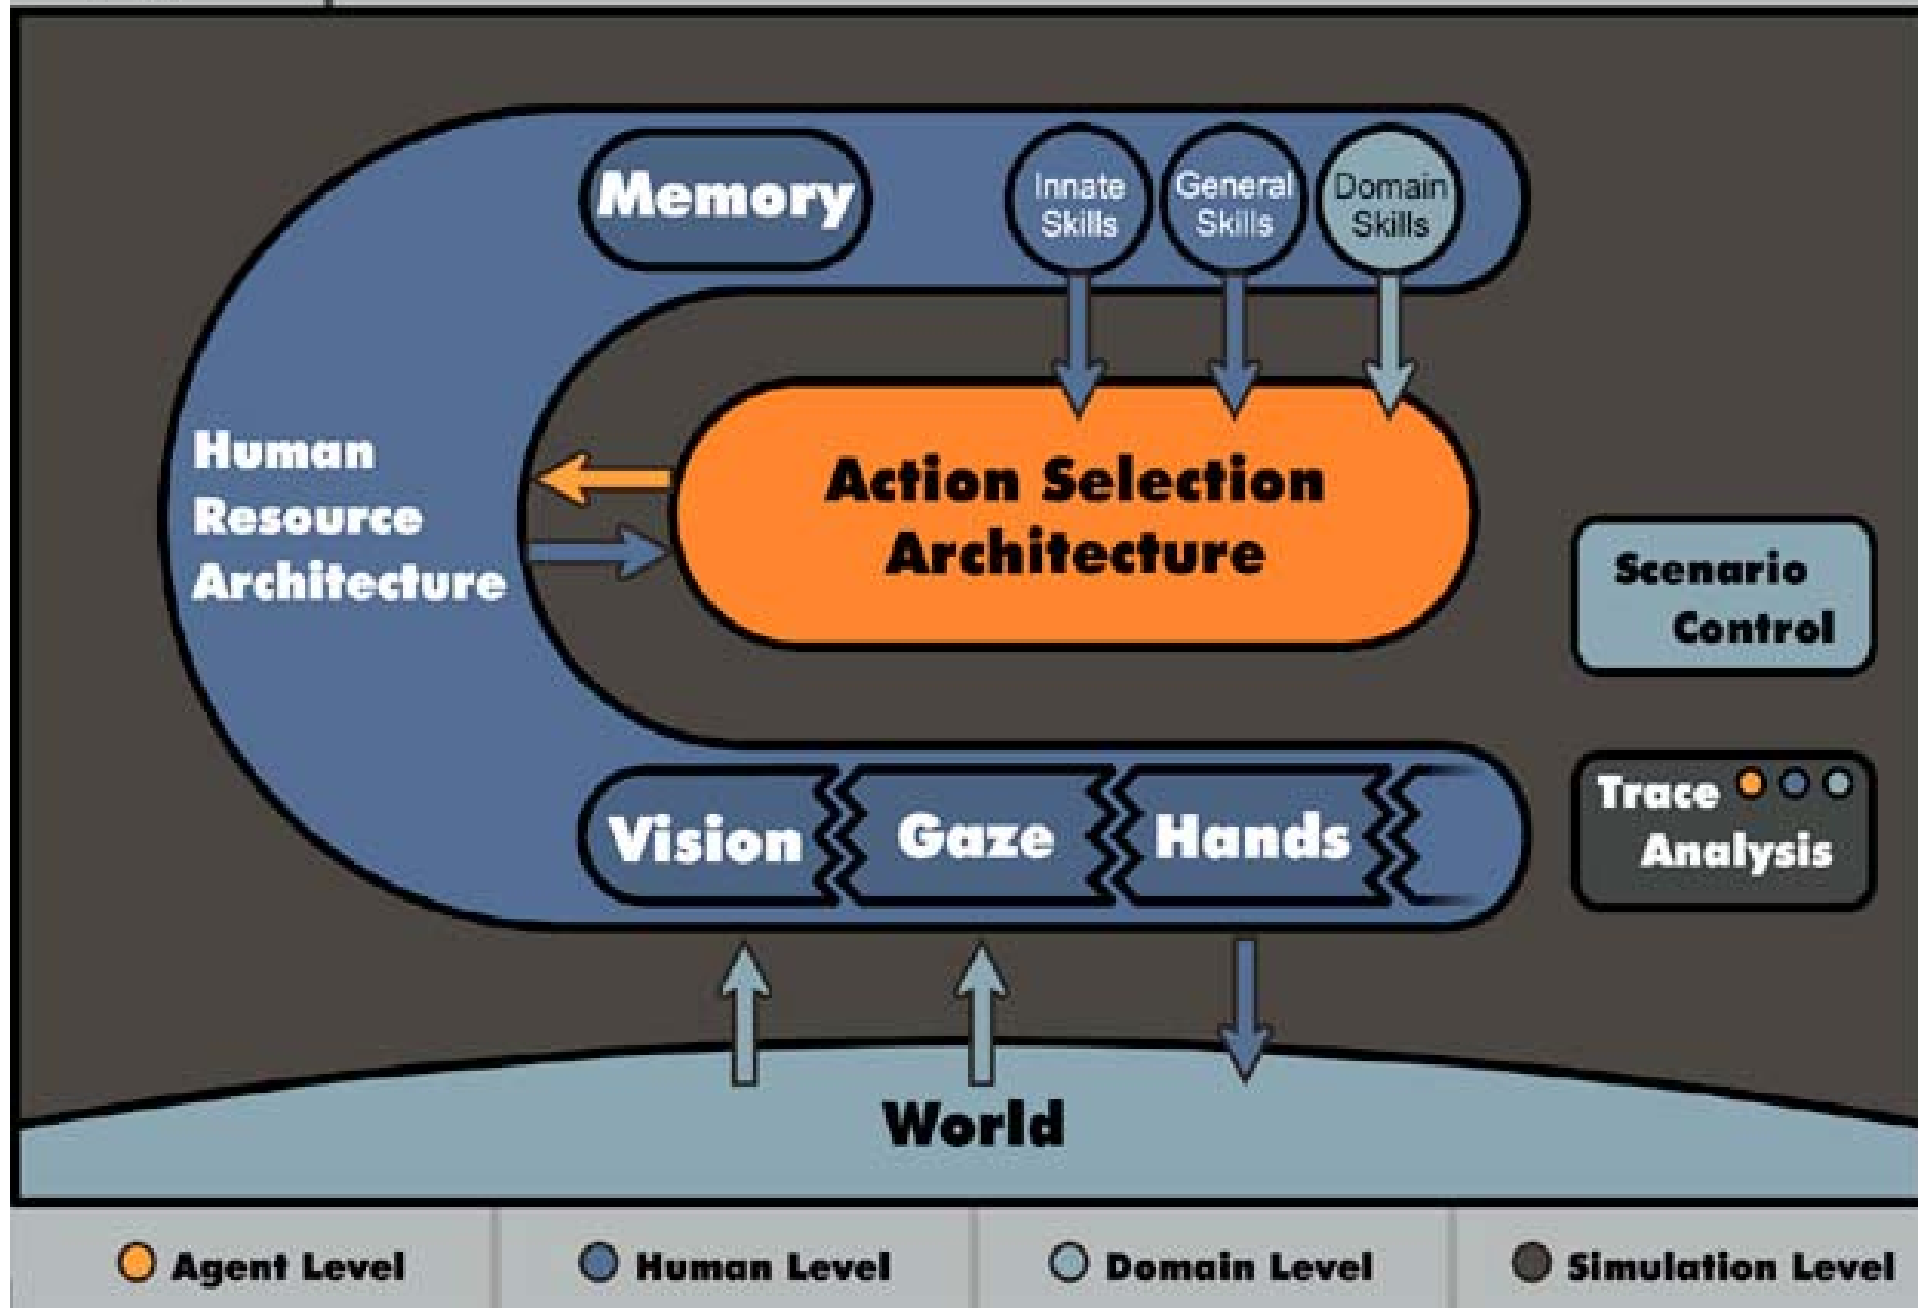 Memory
Innate
Skills
General
Skills
Domain
Skills
Human
Resource
Architecture
Action Selection
Architecture
Scenario
Control
Trace
Analysis
Vision
Gaze
Hands
World
Agent Level
Human Level
Domain Level
Simulation Level